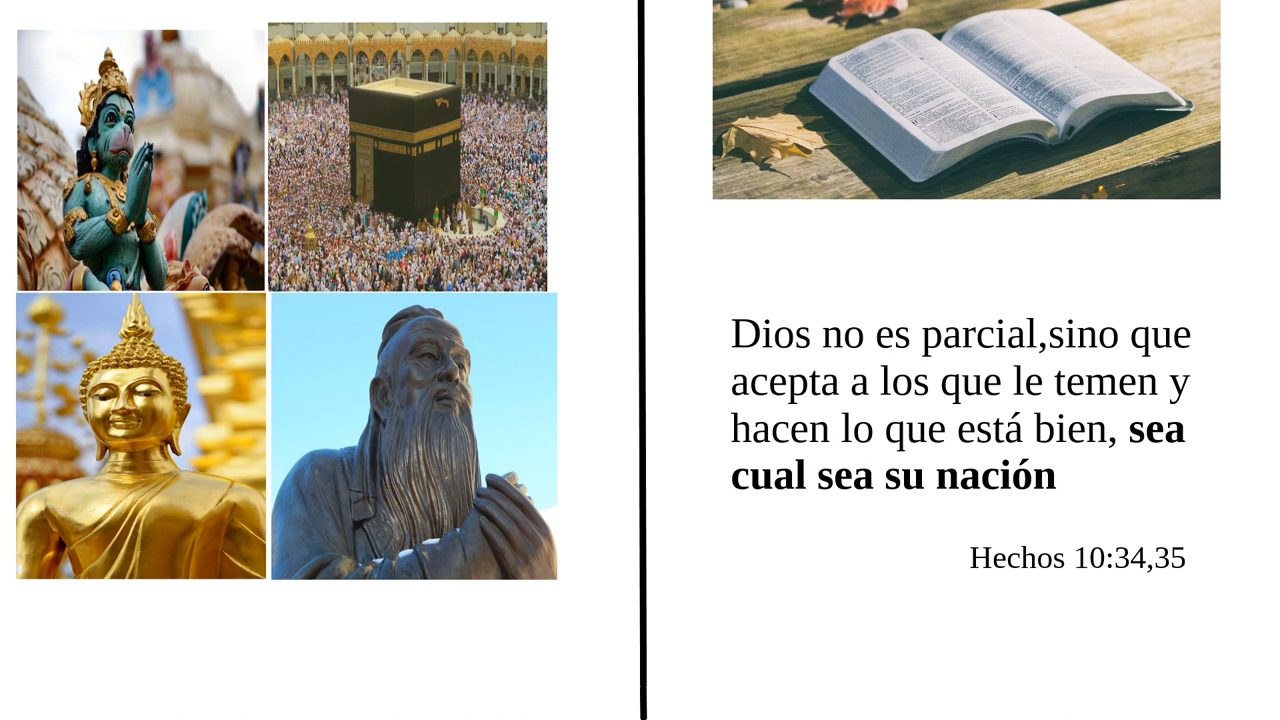 Dios no es parcial,sino que
acepta a los que le temen y
hacen lo que está bien, sea
cual sea su nación
Hechos 10:34,35